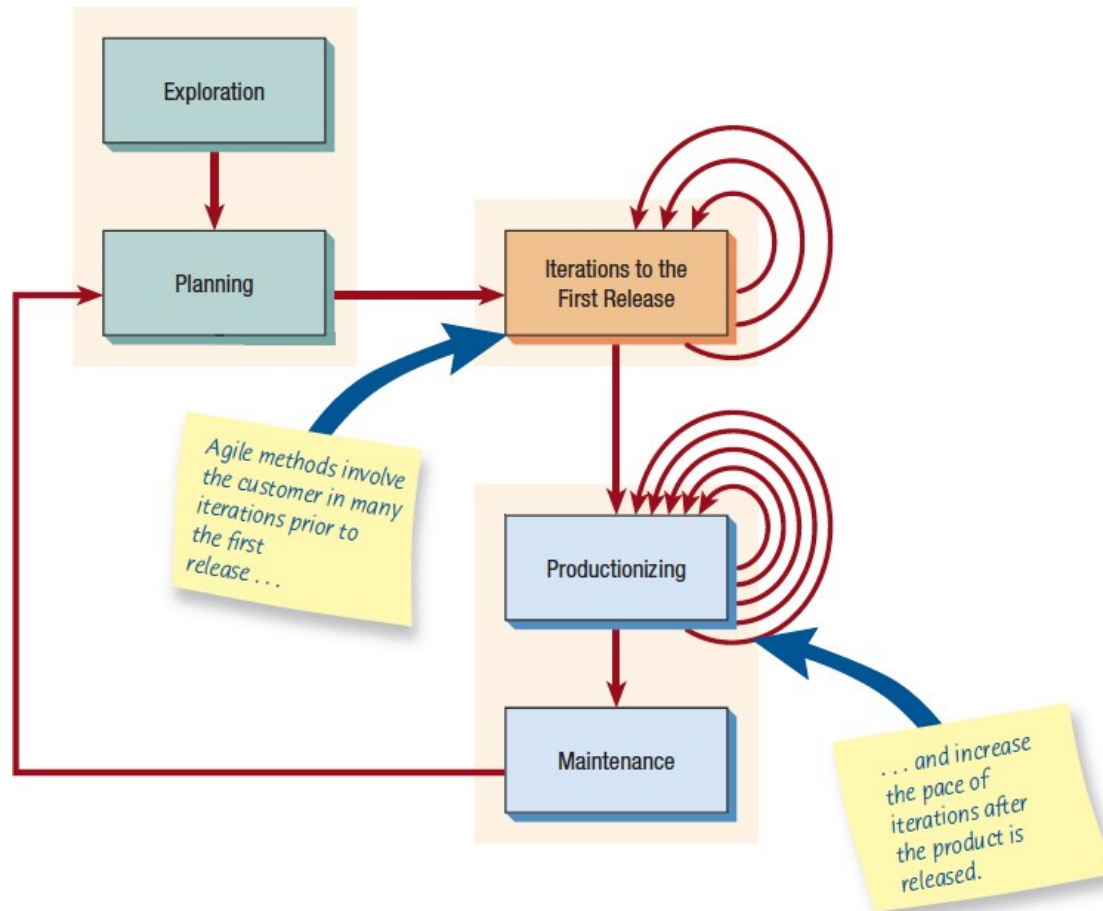 Exploration
Planning
Iterations to the
First Release
Agile methods involve
the customer in many
iterations prior to
the first
release . . .
Productionizing
Maintenance
. . . and increase
the pace of
iterations after
the product is
released.